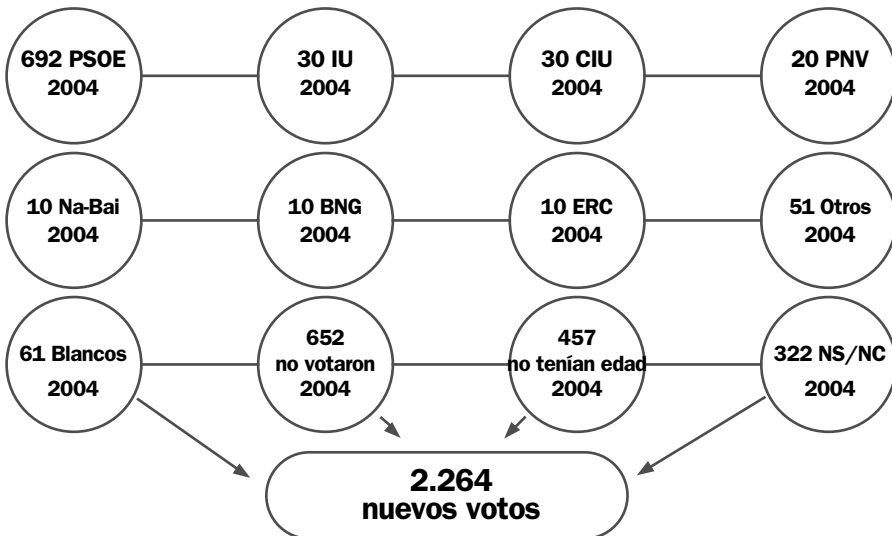 692 PSOE
2004
30 IU
2004
30 CIU
2004
20 PNV
2004
10 Na-Bai
2004
10 BNG
2004
10 ERC
2004
51 Otros
2004
61 Blancos
2004
652
no votaron
2004
457
no tenían edad
2004
322 NS/NC
2004
2.264
nuevos votos